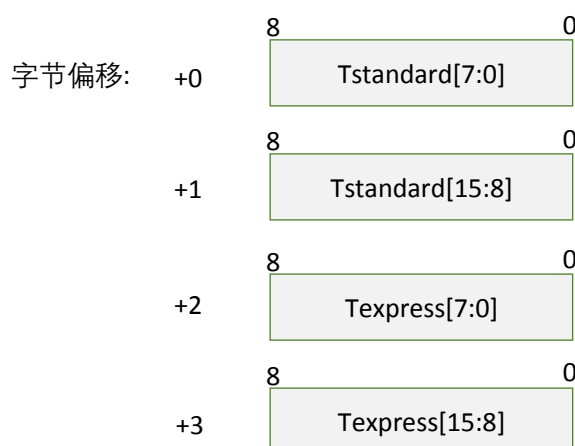 8 0
字节偏移: +0 Tstandard[7:0]
8 0
+1 Tstandard[15:8]
8 0
+2 Texpress[7:0]
8 0
+3 Texpress[15:8]